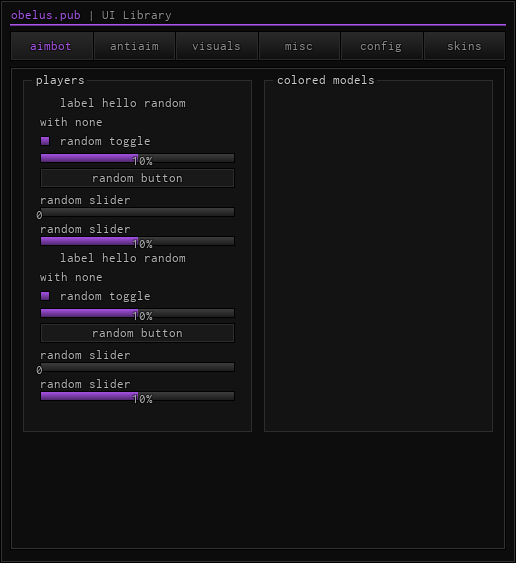 obelus.pub | UI Library
aimbot antiaim visuals misc config skins
players
label hello random
with none
random toggle
10%
random button
random slider
0
random slider
10%
label hello random
with none
random toggle
10%
random button
random slider
0
random slider
10%
colored models